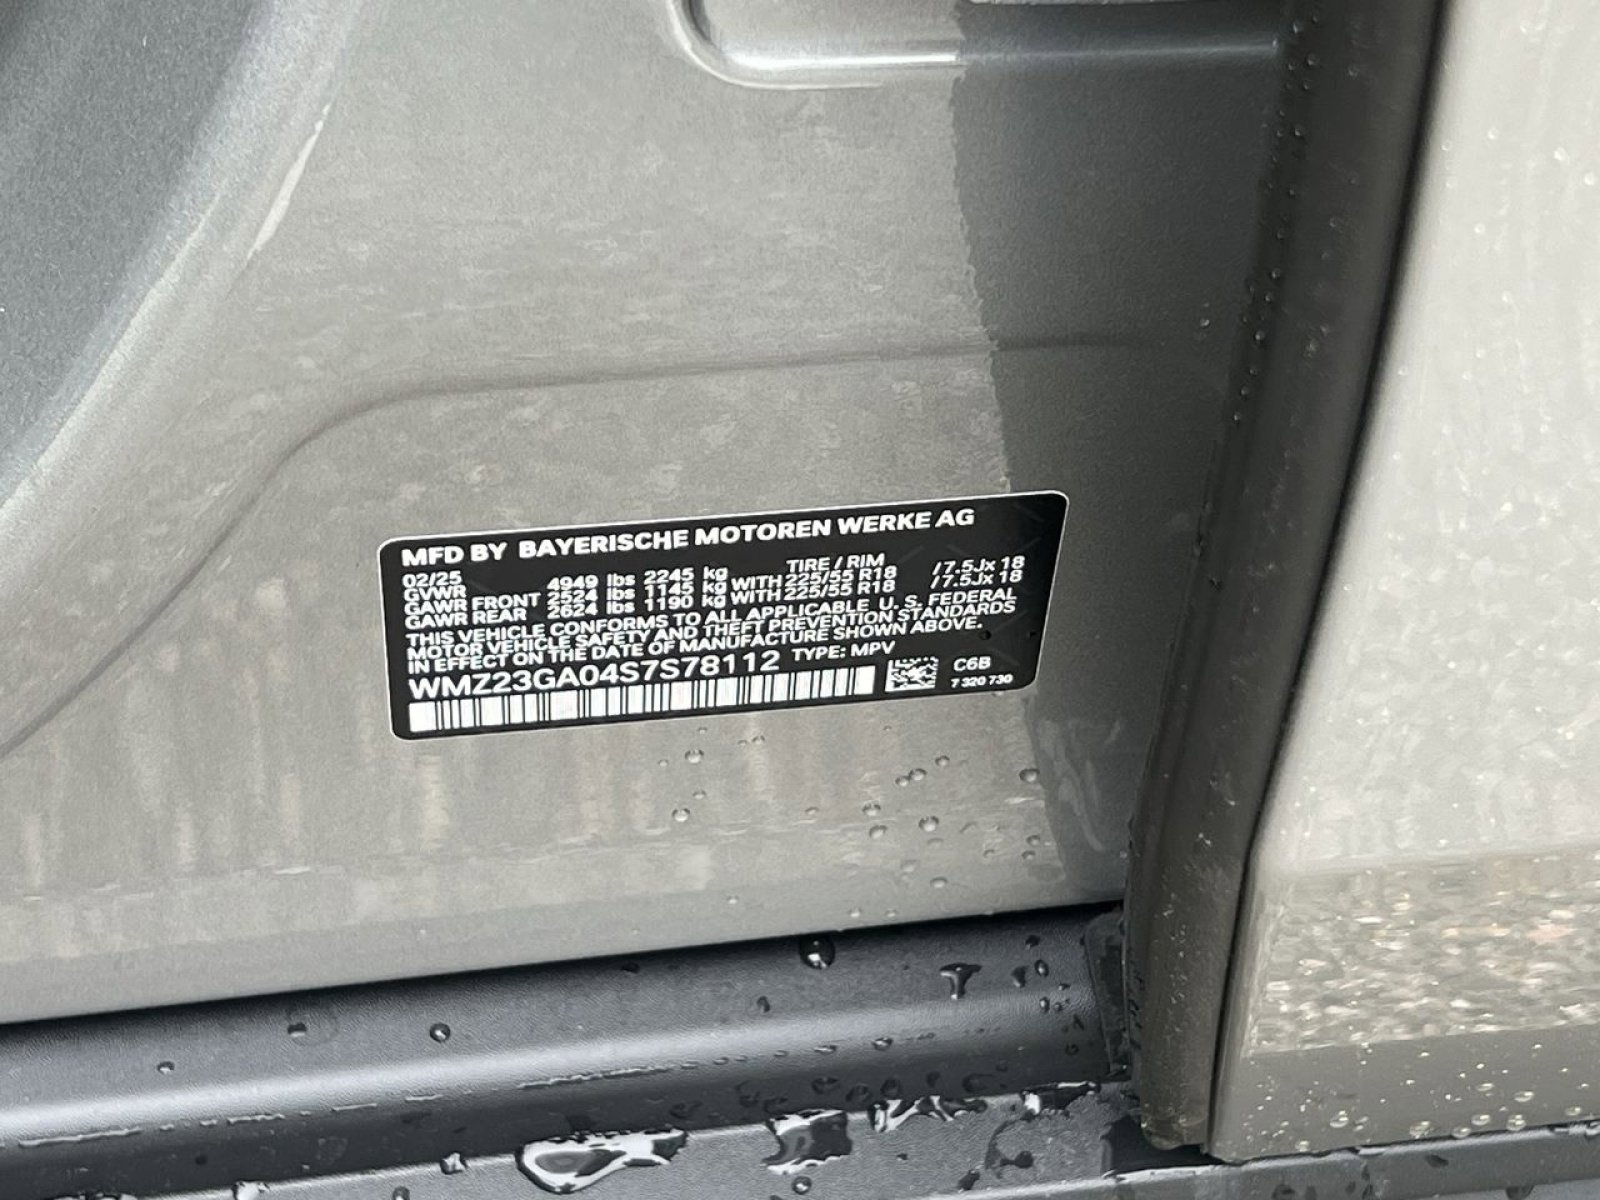 MFD BY BAYERISCHE MOTOREN WERKE AG
02/25 TIRE / RIM
GVWR 4949 lbs 2245 kg
GAWR FRONT 2524 lbs 1145 kg WITH 225/55 R18 / 7.5Jx 18
GAWR REAR 2624 lbs 1190 kg WITH 225/55 R18 / 7.5Jx 18
THIS VEHICLE CONFORMS TO ALL APPLICABLE U. S. FEDERAL
MOTOR VEHICLE SAFETY AND THEFT PREVENTION STANDARDS
IN EFFECT ON THE DATE OF MANUFACTURE SHOWN ABOVE.
WMZ23GA04S7S78112 TYPE: MPV
C6B
7 320 730